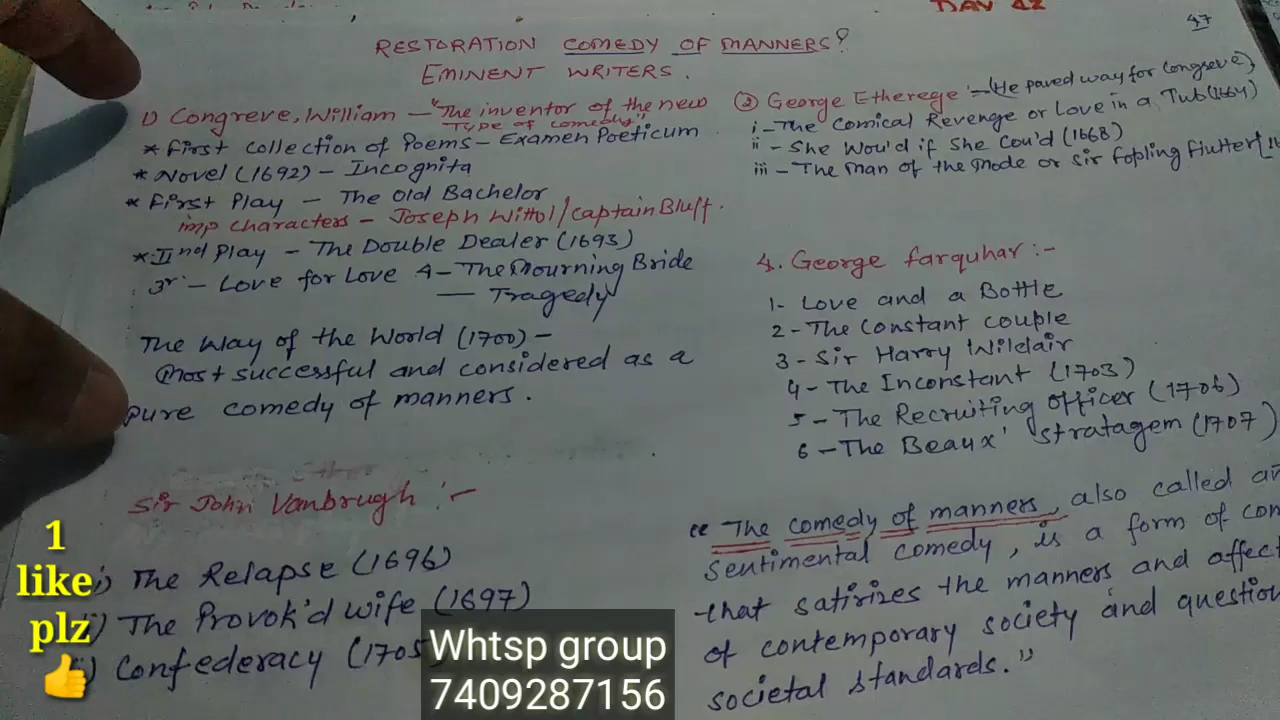 DAY 42
47
RESTORATION COMEDY OF MANNERS?
EMINENT WRITERS.
1) Congreve, William — "The inventor of the new
Type of comedy"
* First collection of Poems – Examen Poeticum
* Novel (1692) – Incognita
* First Play – The Old Bachelor
imp characters – Joseph Wittol/Captain Bluff.
* IInd Play – The Double Dealer (1693)
3r – Love for Love 4 – The Mourning Bride
— Tragedy
The Way of the World (1700) –
Most successful and considered as a
pure comedy of manners.
Sir John Vanbrugh :–
i) The Relapse (1696)
ii) The Provok'd wife (1697)
Confederacy (1705
③ George Etherege – (He paved way for Congreve)
i – The Comical Revenge or Love in a Tub (1664)
ii – She Wou'd if She Cou'd (1668)
iii – The Man of the Mode or Sir Fopling Flutter
4. George farquhar :–
1- Love and a Bottle
2 - The Constant couple
3 – Sir Harry Wildair
4 – The Inconstant (1703)
5 – The Recruiting officer (1706)
6 – The Beaux' Stratagem (1707)
" The comedy of manners, also called
sentimental comedy, is a form of
that satirizes the manners and
of contemporary society and
societal standards."
1
like
plz
👍
Whtsp group
7409287156